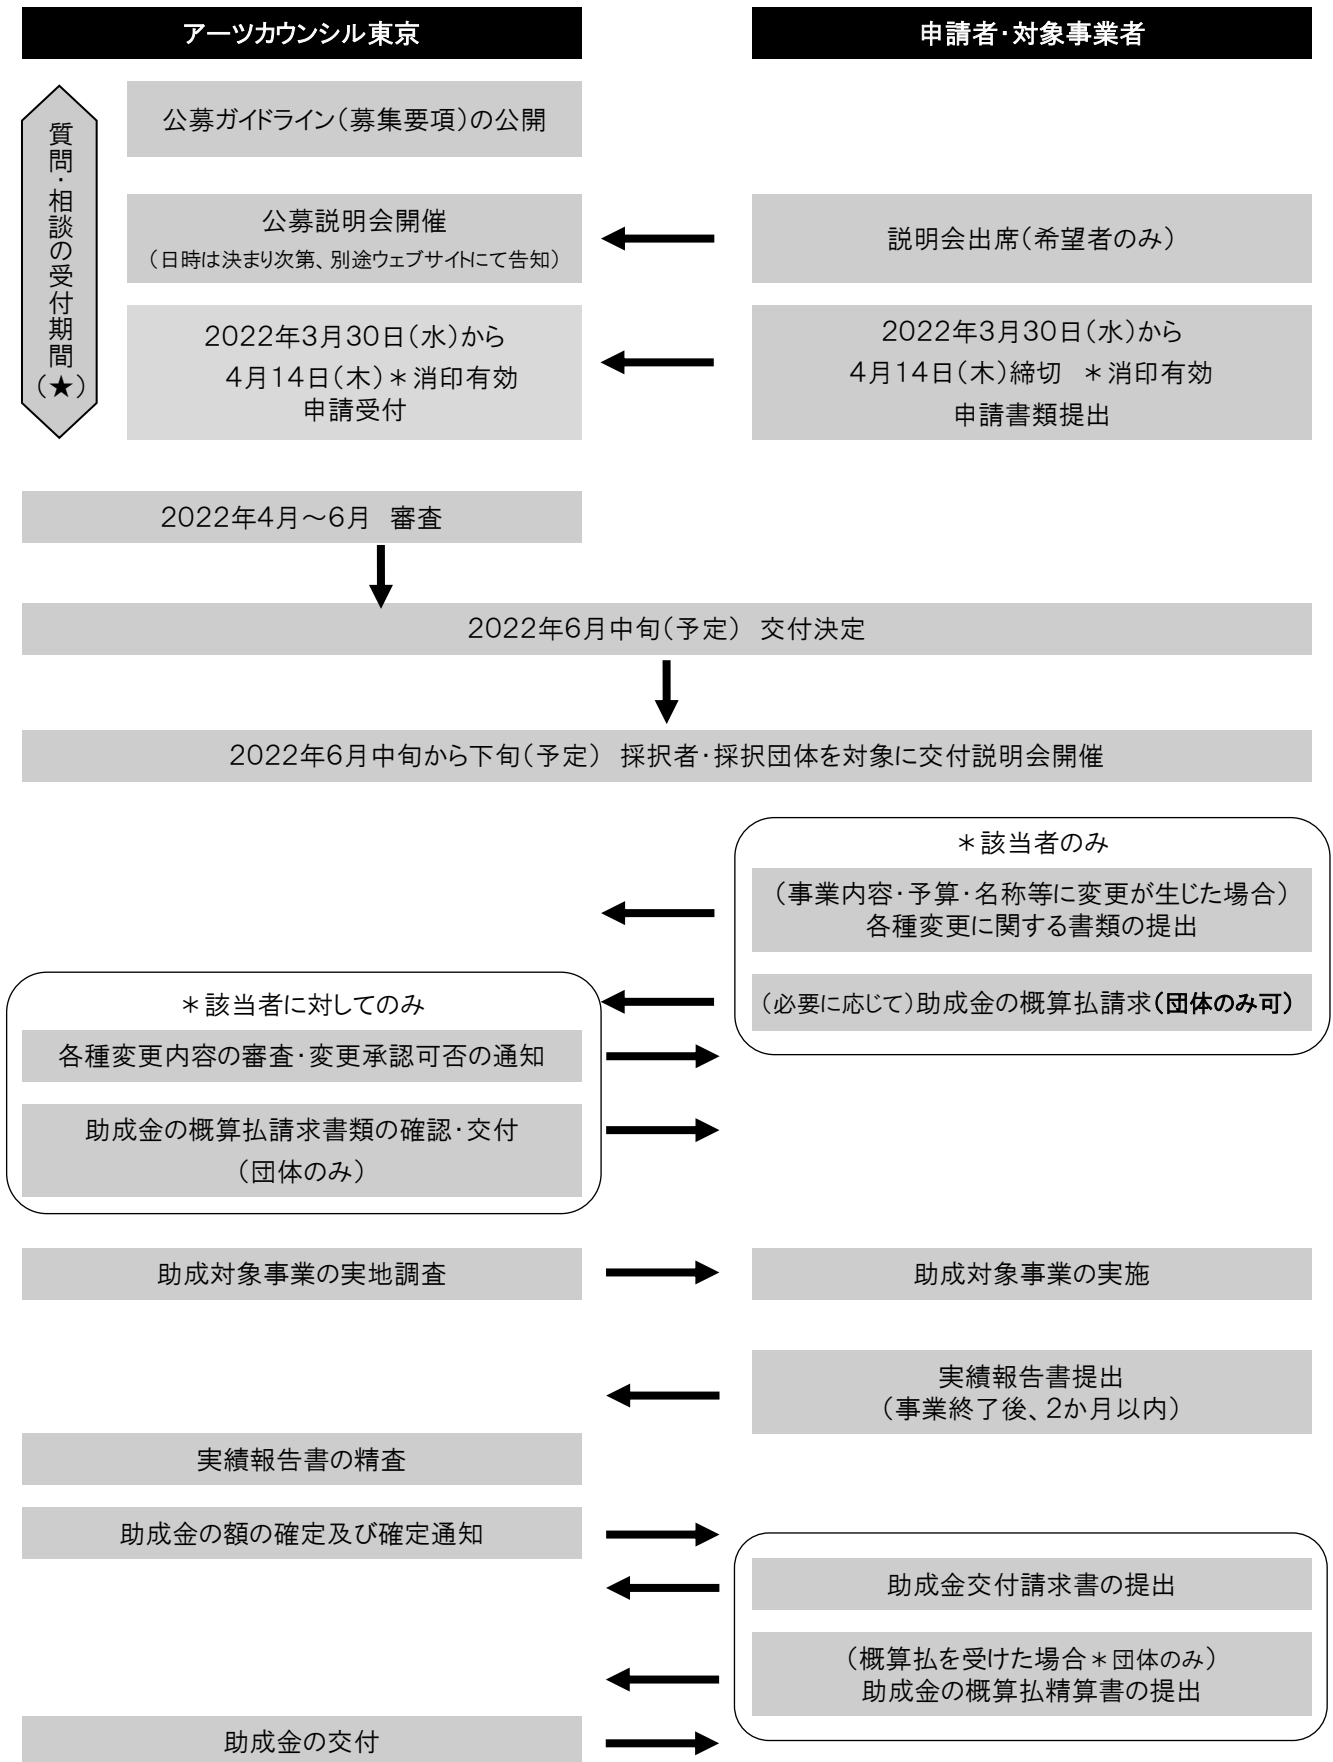 アーツカウンシル東京
申請者・対象事業者
質問・相談の受付期間(★)
公募ガイドライン(募集要項)の公開
公募説明会開催
(日時は決まり次第、別途ウェブサイトにて告知)
説明会出席(希望者のみ)
2022年3月30日(水)から
4月14日(木)*消印有効
申請受付
2022年3月30日(水)から
4月14日(木)締切 *消印有効
申請書類提出
2022年4月~6月 審査
2022年6月中旬(予定) 交付決定
2022年6月中旬から下旬(予定) 採択者・採択団体を対象に交付説明会開催
*該当者のみ
(事業内容・予算・名称等に変更が生じた場合)
各種変更に関する書類の提出
(必要に応じて)助成金の概算払請求(団体のみ可)
*該当者に対してのみ
各種変更内容の審査・変更承認可否の通知
助成金の概算払請求書類の確認・交付
(団体のみ)
助成対象事業の実地調査
助成対象事業の実施
実績報告書提出
(事業終了後、2か月以内)
実績報告書の精査
助成金の額の確定及び確定通知
助成金交付請求書の提出
(概算払を受けた場合*団体のみ)
助成金の概算払精算書の提出
助成金の交付